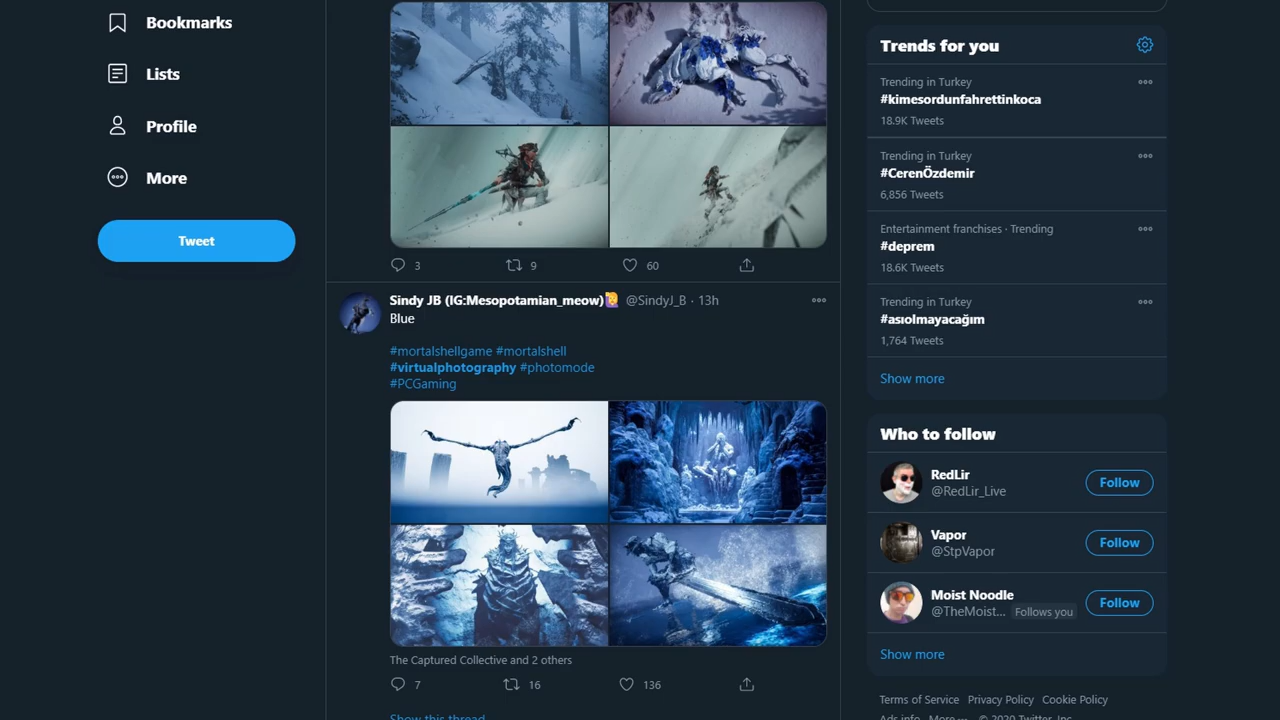 Bookmarks
Lists
Profile
More
Tweet
3 9 60
Sindy JB (IG:Mesopotamian_meow)🙋‍♀️ @SindyJ_B · 13h
Blue
#mortalshellgame #mortalshell
#virtualphotography #photomode
#PCGaming
The Captured Collective and 2 others
7 16 136
Show this thread
Trends for you
Trending in Turkey
#kimesordunfahrettinkoca
18.9K Tweets
Trending in Turkey
#CerenÖzdemir
6,856 Tweets
Entertainment franchises · Trending
#deprem
18.6K Tweets
Trending in Turkey
#asıolmayacağım
1,764 Tweets
Show more
Who to follow
RedLir
@RedLir_Live
Follow
Vapor
@StpVapor
Follow
Moist Noodle
@TheMoist... Follows you
Follow
Show more
Terms of Service Privacy Policy Cookie Policy
Ads info More ··· © 2020 Twitter, Inc.